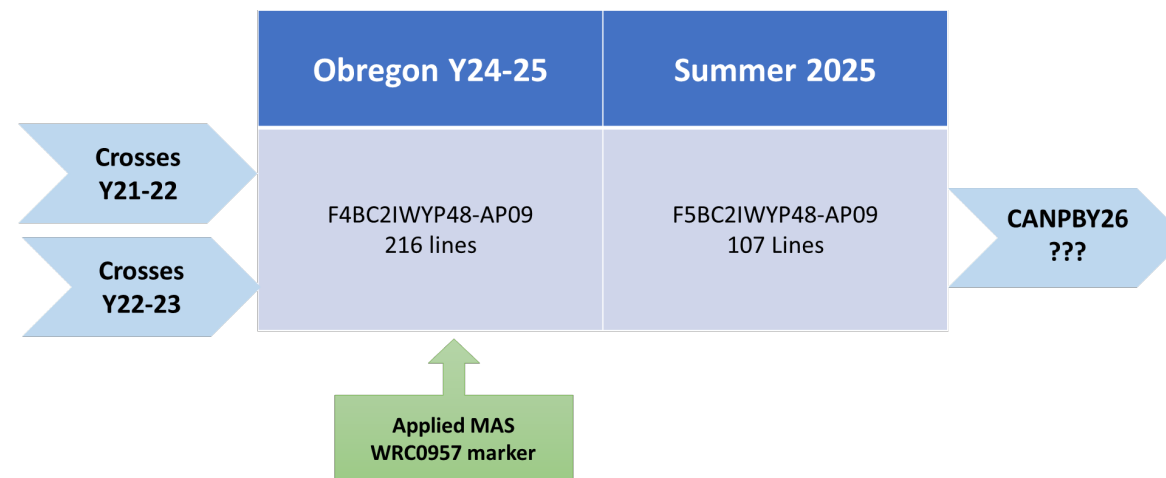 Obregon Y24-25
Summer 2025
Crosses
Y21-22
Crosses
Y22-23
F4BC2IWYP48-AP09
216 lines
F5BC2IWYP48-AP09
107 Lines
CANPBY26
???
Applied MAS
WRC0957 marker